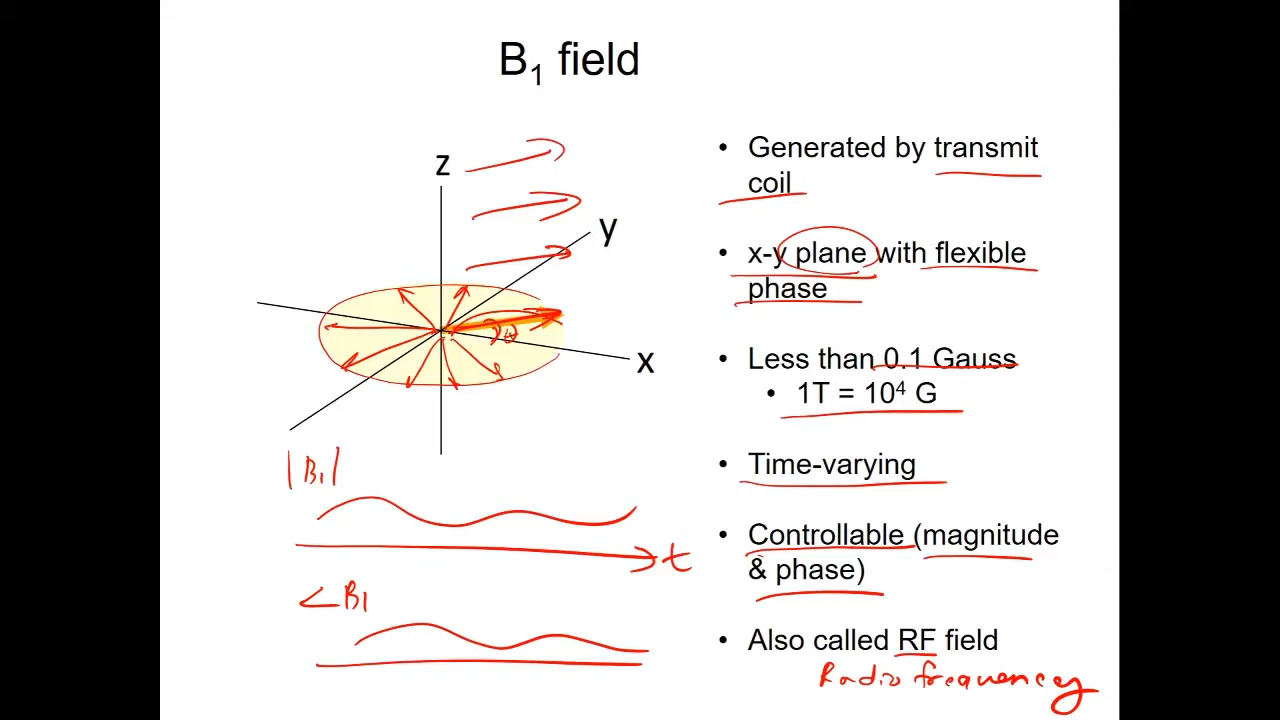 B₁ field
z
y
x
θ
|B₁|
t
∠B₁
• Generated by transmit
coil
• x-y plane with flexible
phase
• Less than 0.1 Gauss
• 1T = 10⁴ G
• Time-varying
• Controllable (magnitude
& phase)
• Also called RF field
Radio frequency